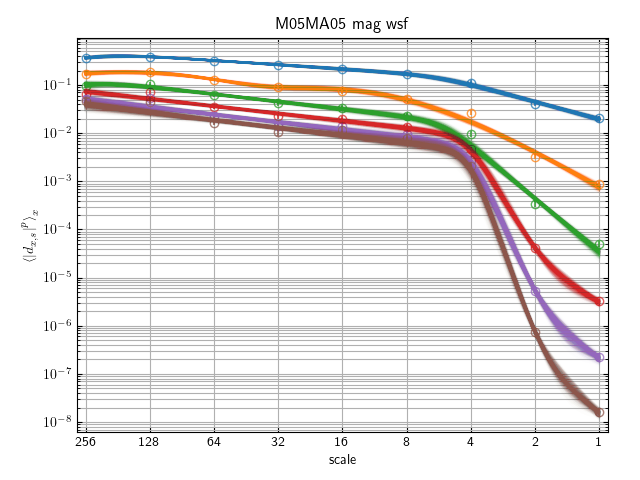 M05MA05 mag wsf
10⁻¹
10⁻²
10⁻³
10⁻⁴
10⁻⁵
10⁻⁶
10⁻⁷
10⁻⁸
⟨|d_{x,s}|^p⟩_x
256 128 64 32 16 8 4 2 1
scale